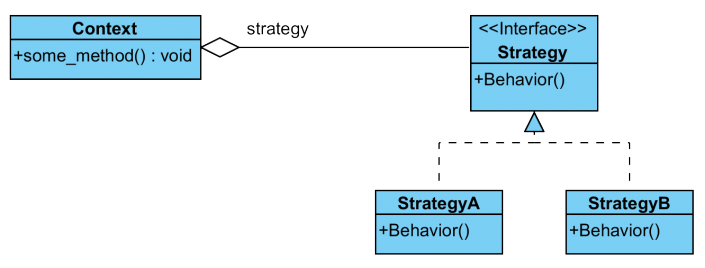 Context
+some_method() : void
strategy
<<Interface>>
Strategy
+Behavior()
StrategyA
+Behavior()
StrategyB
+Behavior()